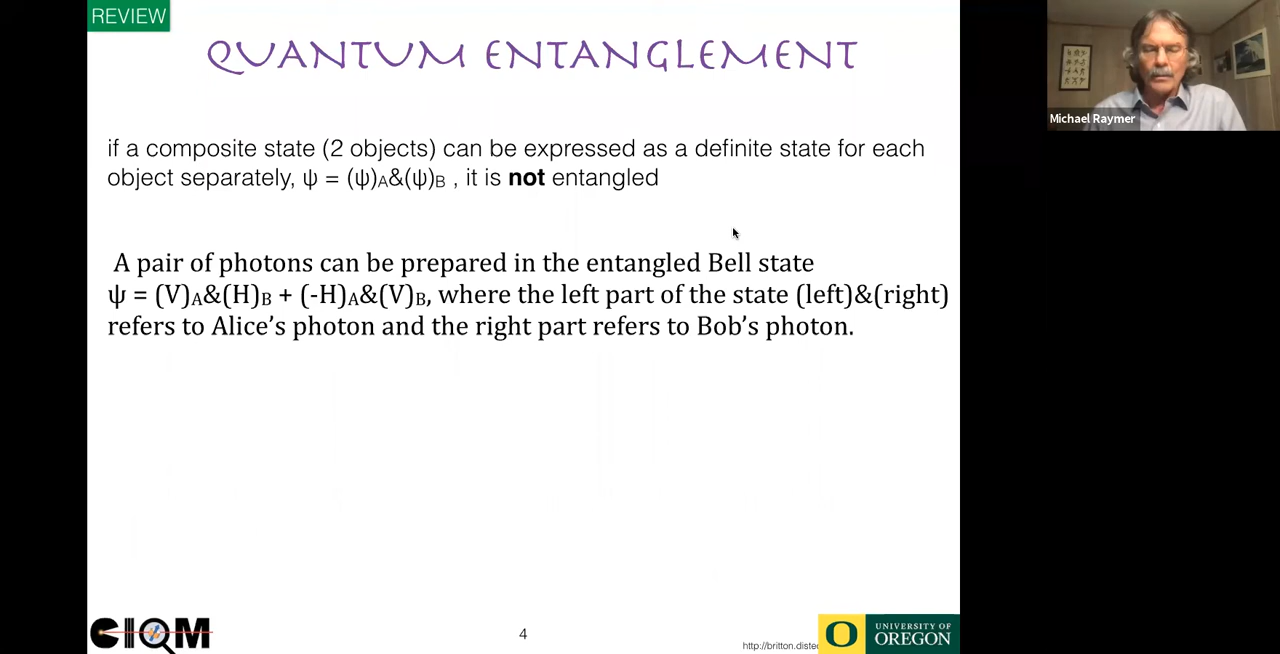 REVIEW
QUANTUM ENTANGLEMENT
Michael Raymer
if a composite state (2 objects) can be expressed as a definite state for each
object separately, ψ = (ψ)A&(ψ)B , it is not entangled
A pair of photons can be prepared in the entangled Bell state
ψ = (V)A&(H)B + (-H)A&(V)B, where the left part of the state (left)&(right)
refers to Alice's photon and the right part refers to Bob's photon.
CIQM
4
http://britton.diste
O
UNIVERSITY OF
OREGON